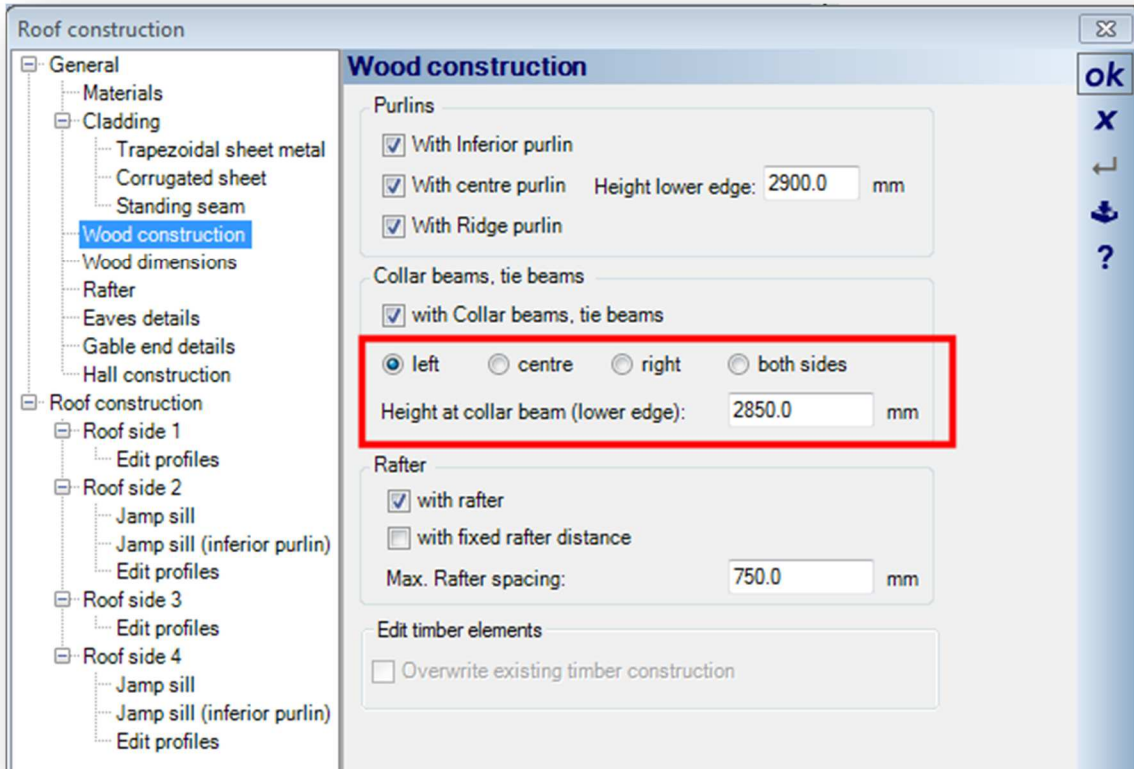 Roof construction
General
Materials
Cladding
Trapezoidal sheet metal
Corrugated sheet
Standing seam
Wood construction
Wood dimensions
Rafter
Eaves details
Gable end details
Hall construction
Roof construction
Roof side 1
Edit profiles
Roof side 2
Jamp sill
Jamp sill (inferior purlin)
Edit profiles
Roof side 3
Edit profiles
Roof side 4
Jamp sill
Jamp sill (inferior purlin)
Edit profiles
Wood construction
Purlins
With Inferior purlin
With centre purlin Height lower edge: 2900.0 mm
With Ridge purlin
Collar beams, tie beams
with Collar beams, tie beams
left centre right both sides
Height at collar beam (lower edge): 2850.0 mm
Rafter
with rafter
with fixed rafter distance
Max. Rafter spacing: 750.0 mm
Edit timber elements
Overwrite existing timber construction
ok
x
?